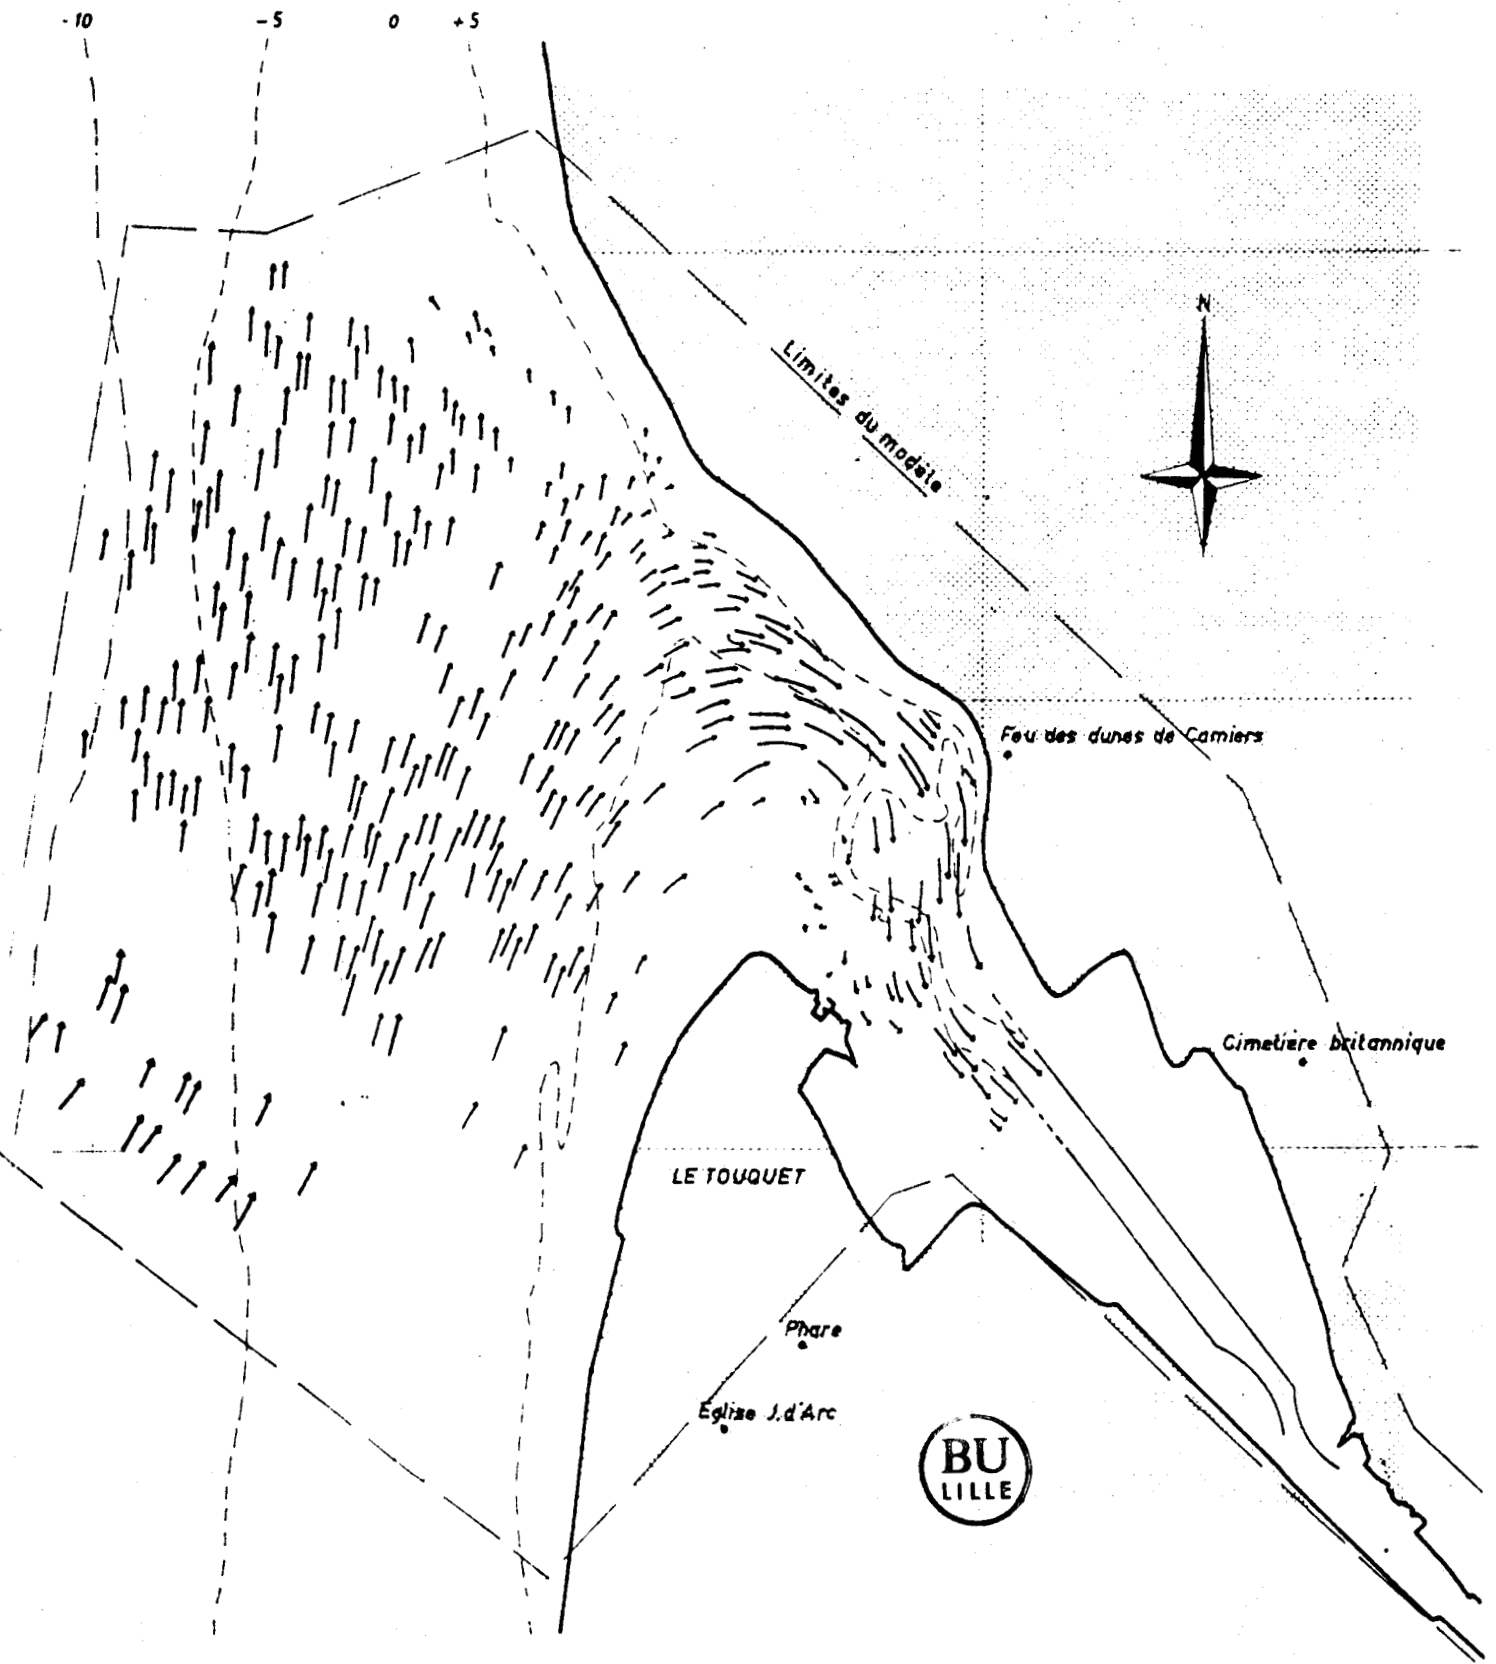 -10 -5 0 +5
N
Limites du modèle
Feu des dunes de Camiers
Cimetière britannique
LE TOUQUET
Phare
Eglise J.d'Arc
BU
LILLE